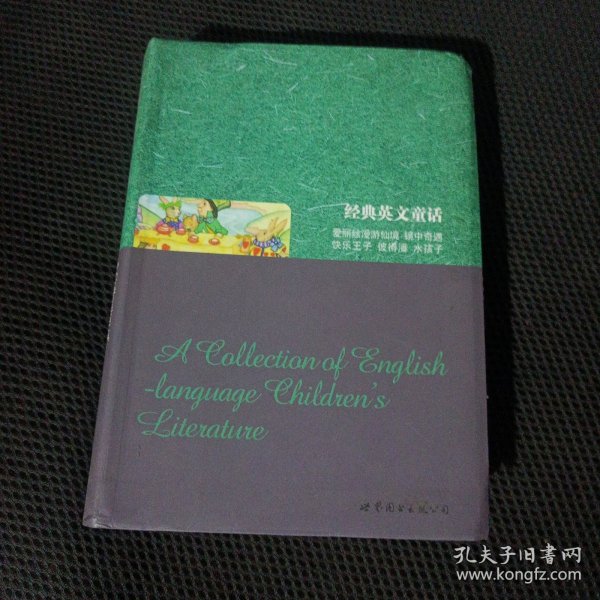 经典英文童话
爱丽丝漫游仙境 镜中奇遇
快乐王子 彼得潘 水孩子
A Collection of English
-language Children's
Literature
世界图书出版公司
孔夫子旧书网
www.kongfz.com